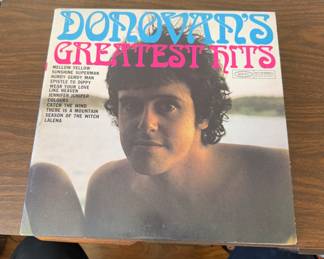 DONOVAN'S
GREATEST HITS
MELLOW YELLOW
SUNSHINE SUPERMAN
HURDY GURDY MAN
EPISTLE TO DIPPY
WEAR YOUR LOVE
LIKE HEAVEN
JENNIFER JUNIPER
COLOURS
CATCH THE WIND
THERE IS A MOUNTAIN
SEASON OF THE WITCH
LALENA